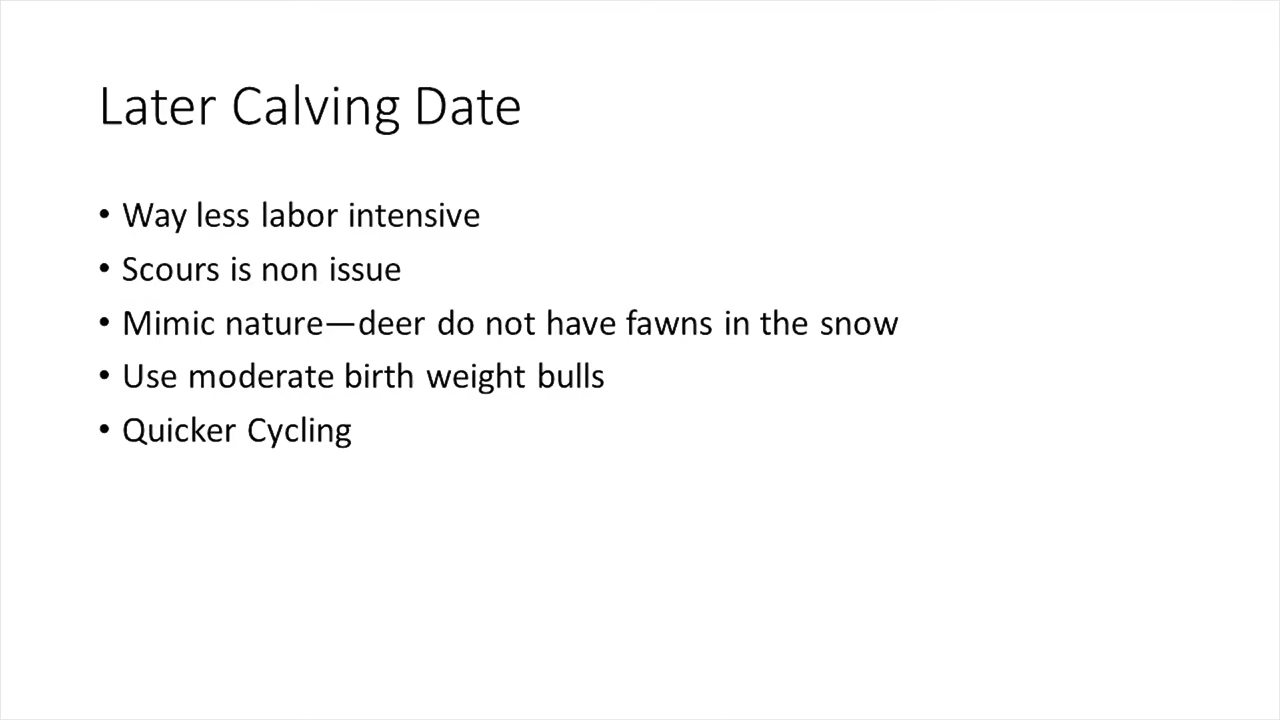 Later Calving Date
• Way less labor intensive
• Scours is non issue
• Mimic nature—deer do not have fawns in the snow
• Use moderate birth weight bulls
• Quicker Cycling